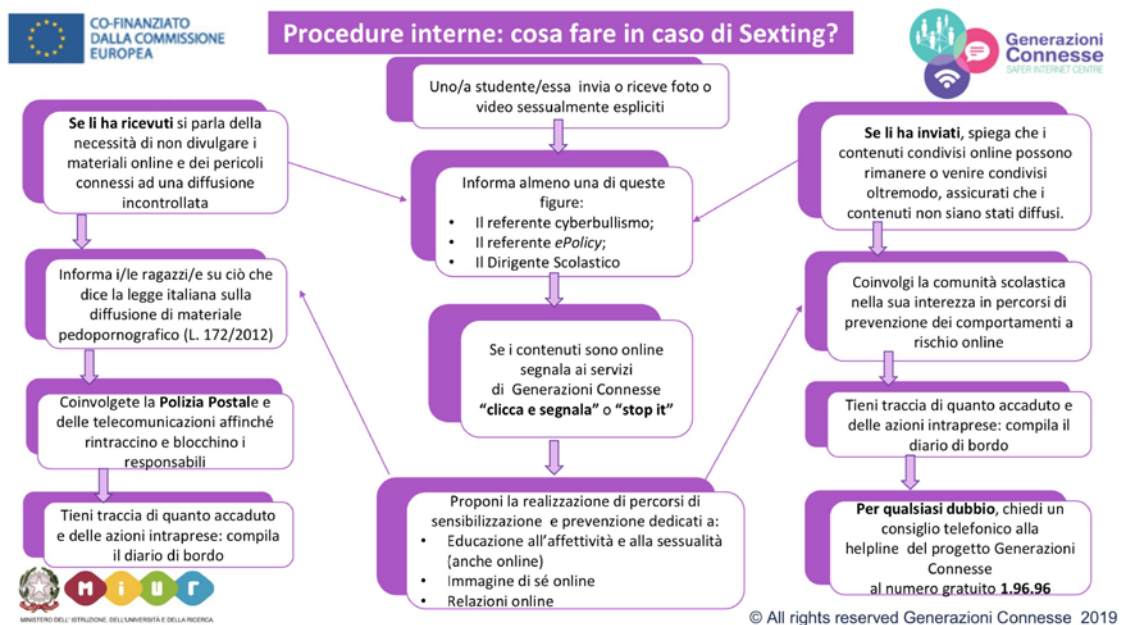 CO-FINANZIATO
DALLA COMMISSIONE
EUROPEA
Procedure interne: cosa fare in caso di Sexting?
Generazioni
Connesse
SAFER INTERNET CENTRE
Uno/a studente/essa invia o riceve foto o
video sessualmente espliciti
Se li ha ricevuti si parla della
necessità di non divulgare i
materiali online e dei pericoli
connessi ad una diffusione
incontrollata
Informa i/le ragazzi/e su ciò che
dice la legge italiana sulla
diffusione di materiale
pedopornografico (L. 172/2012)
Coinvolgete la Polizia Postale e
delle telecomunicazioni affinché
rintraccino e blocchino i
responsabili
Tieni traccia di quanto accaduto
e delle azioni intraprese: compila
il diario di bordo
Informa almeno una di queste
figure:
• Il referente cyberbullismo;
• Il referente ePolicy;
• Il Dirigente Scolastico
Se i contenuti sono online
segnala ai servizi
di Generazioni Connesse
“clicca e segnala” o “stop it”
Proponi la realizzazione di percorsi di
sensibilizzazione e prevenzione dedicati a:
• Educazione all’affettività e alla sessualità
(anche online)
• Immagine di sé online
• Relazioni online
Se li ha inviati, spiega che i
contenuti condivisi online possono
rimanere o venire condivisi
oltremodo, assicurati che i
contenuti non siano stati diffusi.
Coinvolgi la comunità scolastica
nella sua interezza in percorsi di
prevenzione dei comportamenti a
rischio online
Tieni traccia di quanto accaduto e
delle azioni intraprese: compila il
diario di bordo
Per qualsiasi dubbio, chiedi un
consiglio telefonico alla
helpline del progetto Generazioni
Connesse
al numero gratuito 1.96.96
miur
MINISTERO DELL' ISTRUZIONE, DELL'UNIVERSITÀ E DELLA RICERCA
© All rights reserved Generazioni Connesse 2019